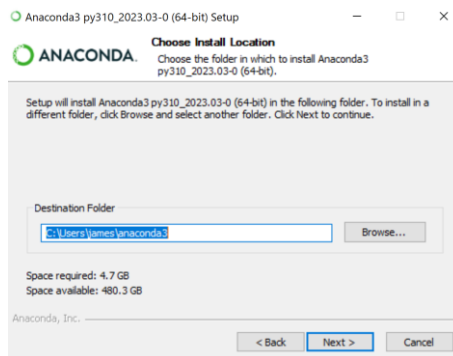 Anaconda3 py310_2023.03-0 (64-bit) Setup
ANACONDA.
Choose Install Location
Choose the folder in which to install Anaconda3
py310_2023.03-0 (64-bit).
Setup will install Anaconda3 py310_2023.03-0 (64-bit) in the following folder. To install in a
different folder, click Browse and select another folder. Click Next to continue.
Destination Folder
C:\Users\james\anaconda3
Browse...
Space required: 4.7 GB
Space available: 480.3 GB
Anaconda, Inc.
< Back
Next >
Cancel